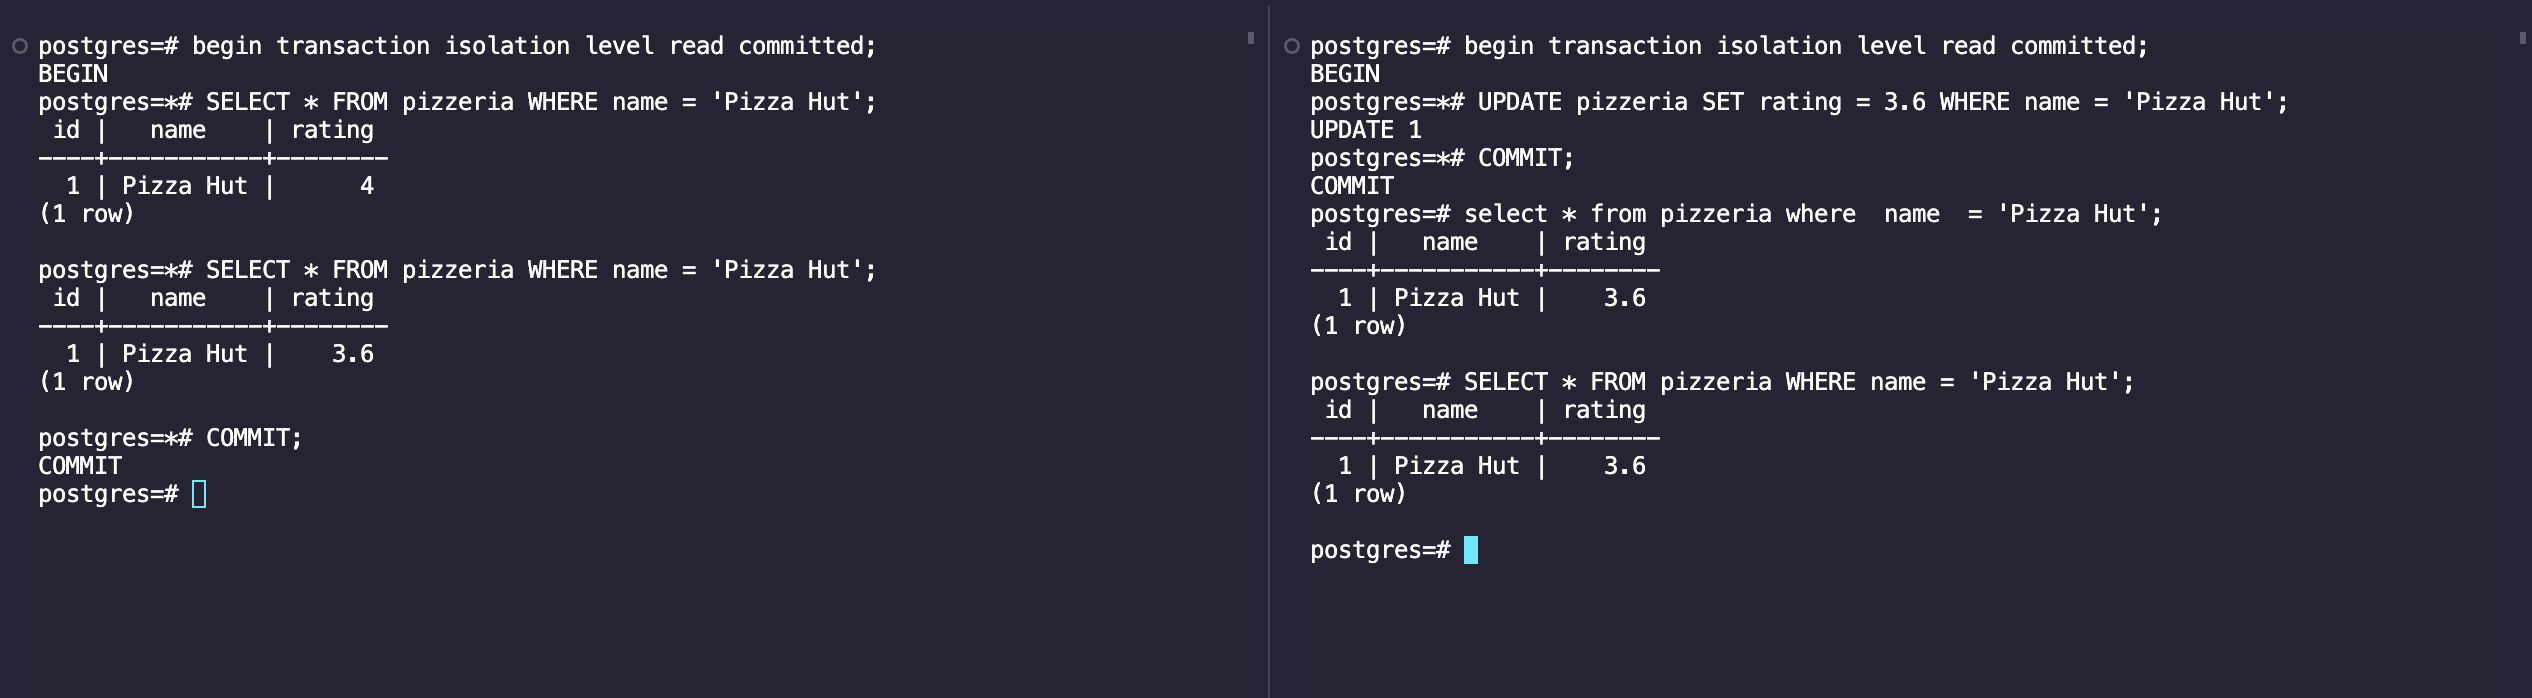 postgres=# begin transaction isolation level read committed;
BEGIN
postgres=*# SELECT * FROM pizzeria WHERE name = 'Pizza Hut';
 id |   name    | rating
----+-----------+--------
  1 | Pizza Hut |      4
(1 row)

postgres=*# SELECT * FROM pizzeria WHERE name = 'Pizza Hut';
 id |   name    | rating
----+-----------+--------
  1 | Pizza Hut |    3.6
(1 row)

postgres=*# COMMIT;
COMMIT
postgres=#
postgres=# begin transaction isolation level read committed;
BEGIN
postgres=*# UPDATE pizzeria SET rating = 3.6 WHERE name = 'Pizza Hut';
UPDATE 1
postgres=*# COMMIT;
COMMIT
postgres=# select * from pizzeria where  name  = 'Pizza Hut';
 id |   name    | rating
----+-----------+--------
  1 | Pizza Hut |    3.6
(1 row)

postgres=# SELECT * FROM pizzeria WHERE name = 'Pizza Hut';
 id |   name    | rating
----+-----------+--------
  1 | Pizza Hut |    3.6
(1 row)

postgres=#